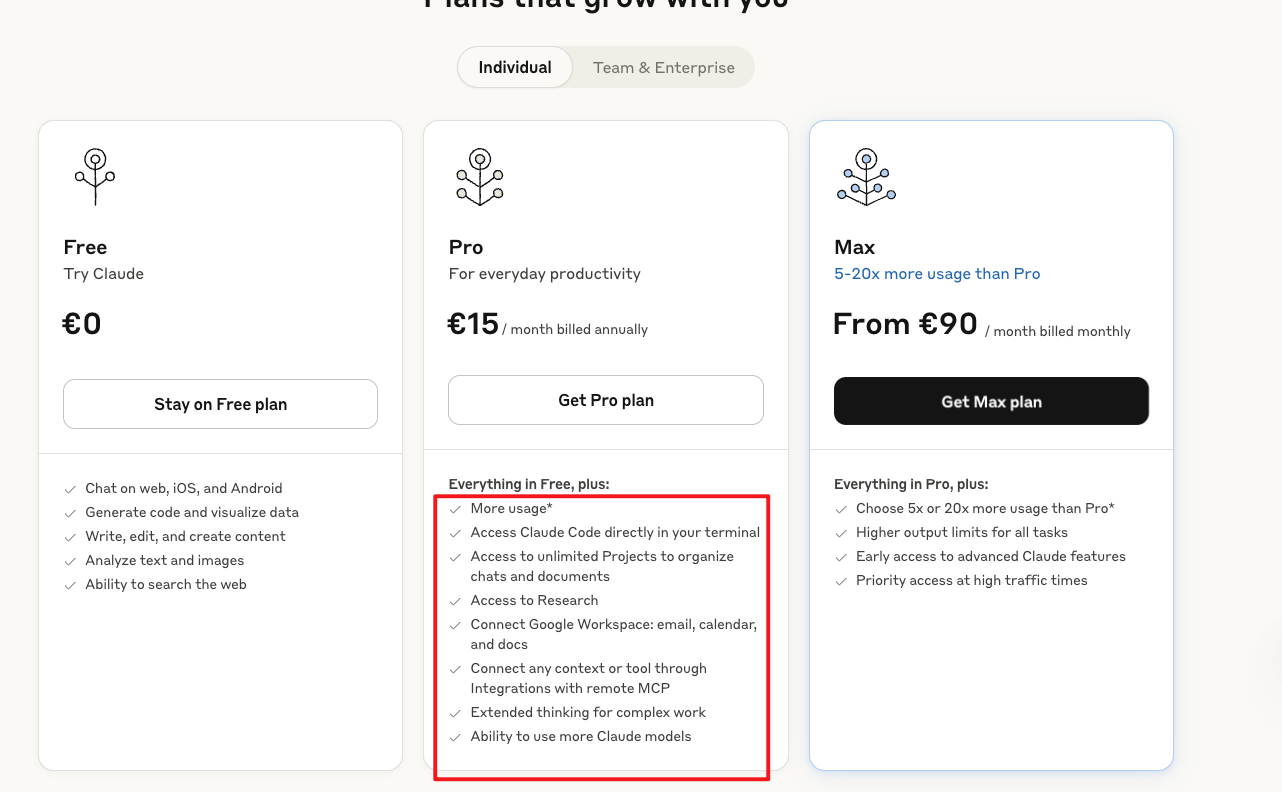 Plans that grow with you
Individual
Team & Enterprise
Free
Try Claude
€0
Stay on Free plan
Chat on web, iOS, and Android
Generate code and visualize data
Write, edit, and create content
Analyze text and images
Ability to search the web
Pro
For everyday productivity
€15 / month billed annually
Get Pro plan
Everything in Free, plus:
More usage*
Access Claude Code directly in your terminal
Access to unlimited Projects to organize
chats and documents
Access to Research
Connect Google Workspace: email, calendar,
and docs
Connect any context or tool through
Integrations with remote MCP
Extended thinking for complex work
Ability to use more Claude models
Max
5-20x more usage than Pro
From €90 / month billed monthly
Get Max plan
Everything in Pro, plus:
Choose 5x or 20x more usage than Pro*
Higher output limits for all tasks
Early access to advanced Claude features
Priority access at high traffic times